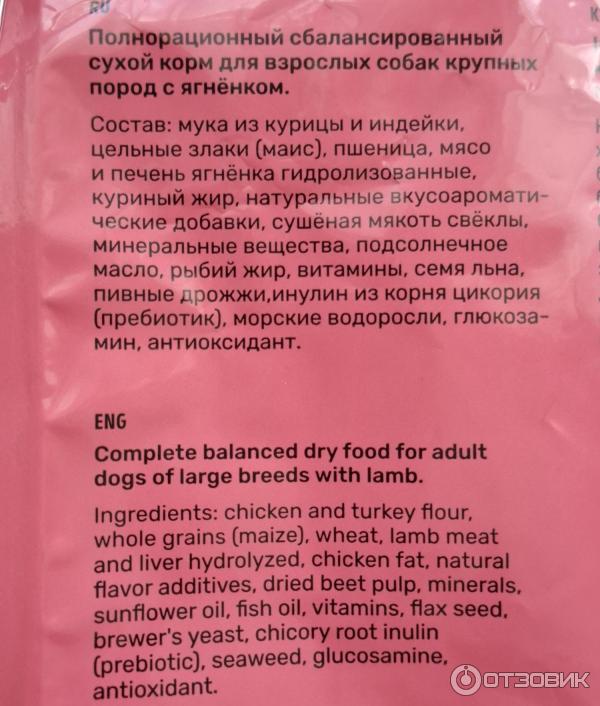 RU
Полнорационный сбалансированный
сухой корм для взрослых собак крупных
пород с ягнёнком.
Состав: мука из курицы и индейки,
цельные злаки (маис), пшеница, мясо
и печень ягнёнка гидролизованные,
куриный жир, натуральные вкусоаромати-
ческие добавки, сушёная мякоть свёклы,
минеральные вещества, подсолнечное
масло, рыбий жир, витамины, семя льна,
пивные дрожжи,инулин из корня цикория
(пребиотик), морские водоросли, глюкоза-
мин, антиоксидант.
ENG
Complete balanced dry food for adult
dogs of large breeds with lamb.
Ingredients: chicken and turkey flour,
whole grains (maize), wheat, lamb meat
and liver hydrolyzed, chicken fat, natural
flavor additives, dried beet pulp, minerals,
sunflower oil, fish oil, vitamins, flax seed,
brewer's yeast, chicory root inulin
(prebiotic), seaweed, glucosamine,
antioxidant.
ОТЗОВИК